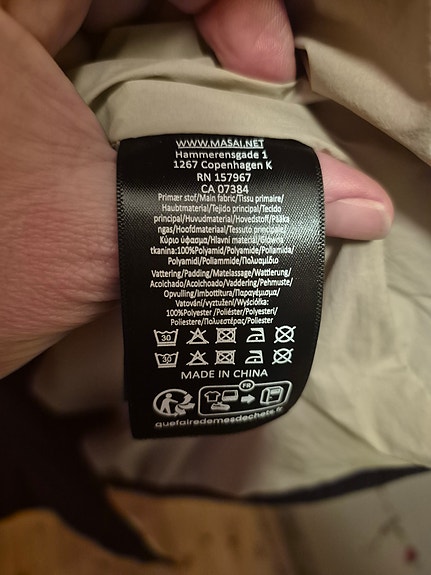 WWW.MASAI.NET
Hammerensgade 1
1267 Copenhagen K
RN 157967
CA 07384
Primær stof/Main fabric/Tissu primaire/
Hauptmaterial/Tejido principal/Tecido
principal/Huvudmaterial/Hovedstoff/Pääka
ngas/Hoofdmateriaal/Tessuto principale/
Κύριο ύφασμα/Hlavní materiál/Główna
tkanina:100%Polyamid/Polyamide/Poliamida/
Polyamidi/Poliammide/Πολυαμίδιο
Vattering/Padding/Matelassage/Wattierung/
Acolchado/Acolchoado/Vaddering/Pehmuste/
Opvulling/Imbottitura/Παραγέμισμα/
Vatování/vyztužení/Wyściółka:
100%Polyester /Poliéster/Polyesteri/
Poliestere/Πολυεστέρας/Poliester
30
30
MADE IN CHINA
FR
quefairedemesdechets.fr